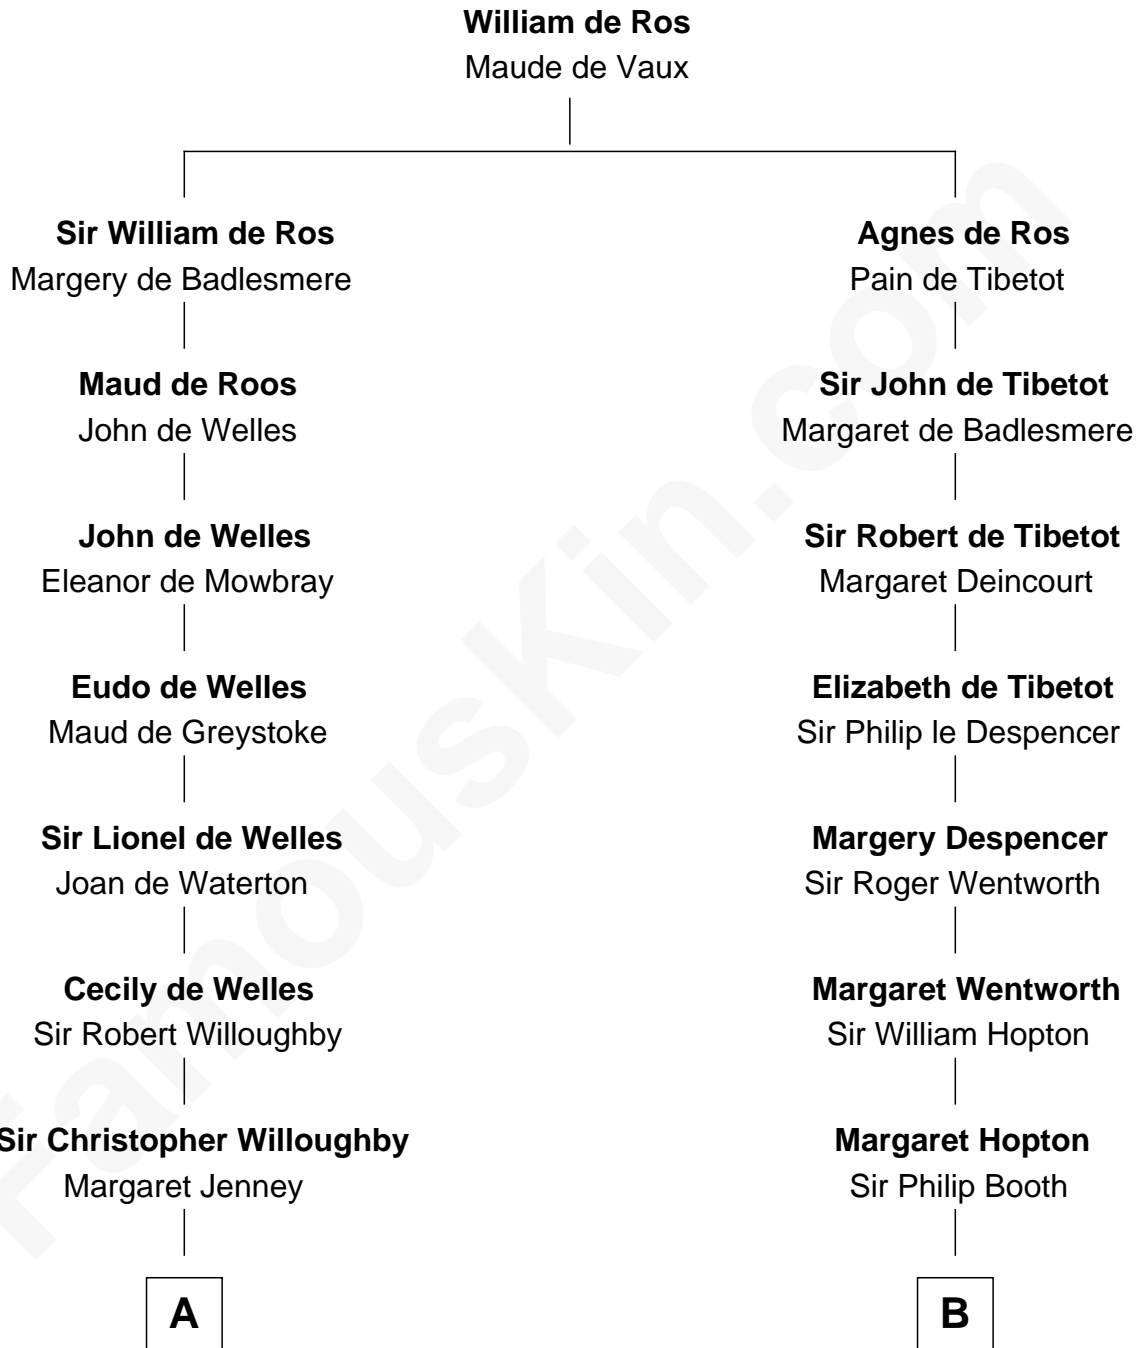 William de Ros
Maude de Vaux
Sir William de Ros
Margery de Badlesmere
Agnes de Ros
Pain de Tibetot
Maud de Roos
John de Welles
Sir John de Tibetot
Margaret de Badlesmere
John de Welles
Eleanor de Mowbray
Sir Robert de Tibetot
Margaret Deincourt
Eudo de Welles
Maud de Greystoke
Elizabeth de Tibetot
Sir Philip le Despencer
Sir Lionel de Welles
Joan de Waterton
Margery Despencer
Sir Roger Wentworth
Cecily de Welles
Sir Robert Willoughby
Margaret Wentworth
Sir William Hopton
Sir Christopher Willoughby
Margaret Jenney
Margaret Hopton
Sir Philip Booth
A
B
FamousKin.com